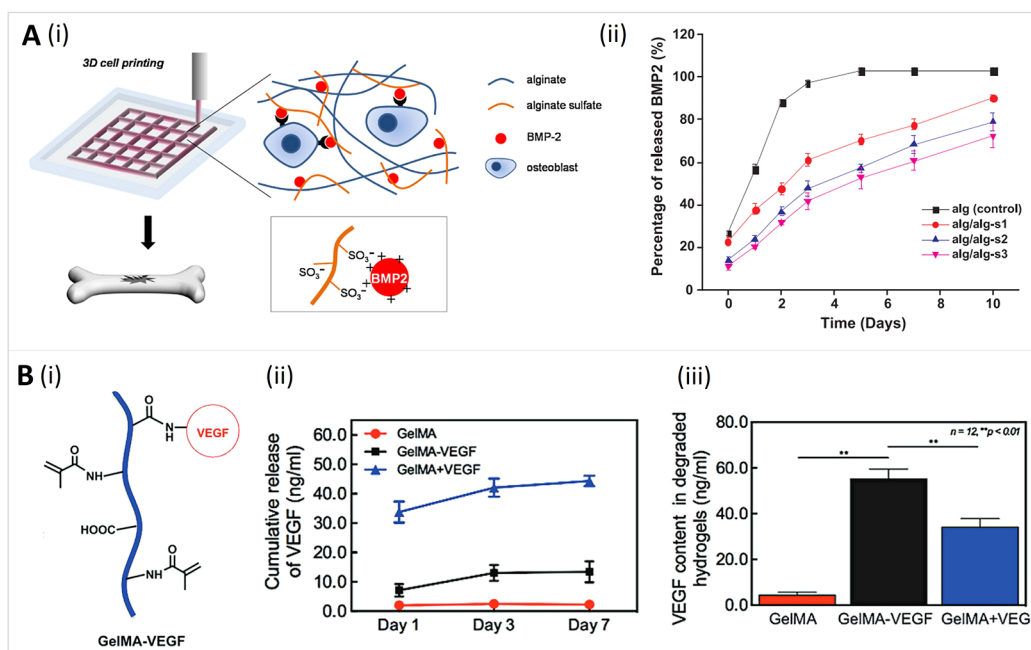 A (i)
3D cell printing
alginate
alginate sulfate
BMP-2
osteoblast
SO₃⁻
SO₃⁻
SO₃⁻
BMP2
+ + + + + + + +
(ii)
Percentage of released BMP2 (%)
120
100
80
60
40
20
0
alg (control)
alg/alg-s1
alg/alg-s2
alg/alg-s3
0 2 4 6 8 10
Time (Days)
B (i)
O
N
H
VEGF
O
NH
HOOC
O
NH
GelMA-VEGF
(ii)
Cumulative release
of VEGF (ng/ml)
60.0
50.0
40.0
30.0
20.0
10.0
0.0
GelMA
GelMA-VEGF
GelMA+VEGF
Day 1 Day 3 Day 7
(iii)
VEGF content in degraded
hydrogels (ng/ml)
80.0
60.0
40.0
20.0
0.0
n = 12, **p < 0.01
**
**
GelMA GelMA-VEGF GelMA+VEG